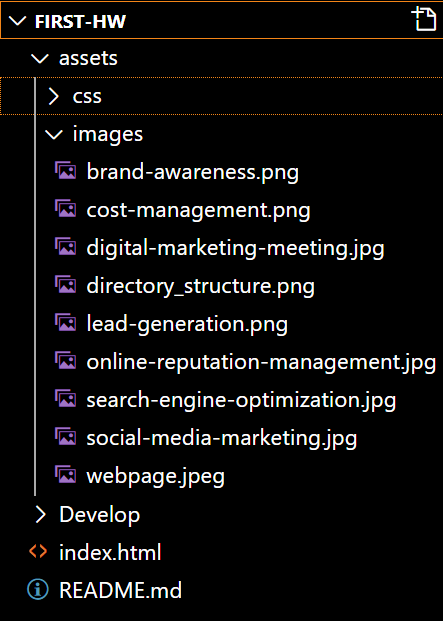 FIRST-HW
assets
css
images
brand-awareness.png
cost-management.png
digital-marketing-meeting.jpg
directory_structure.png
lead-generation.png
online-reputation-management.jpg
search-engine-optimization.jpg
social-media-marketing.jpg
webpage.jpeg
Develop
index.html
README.md